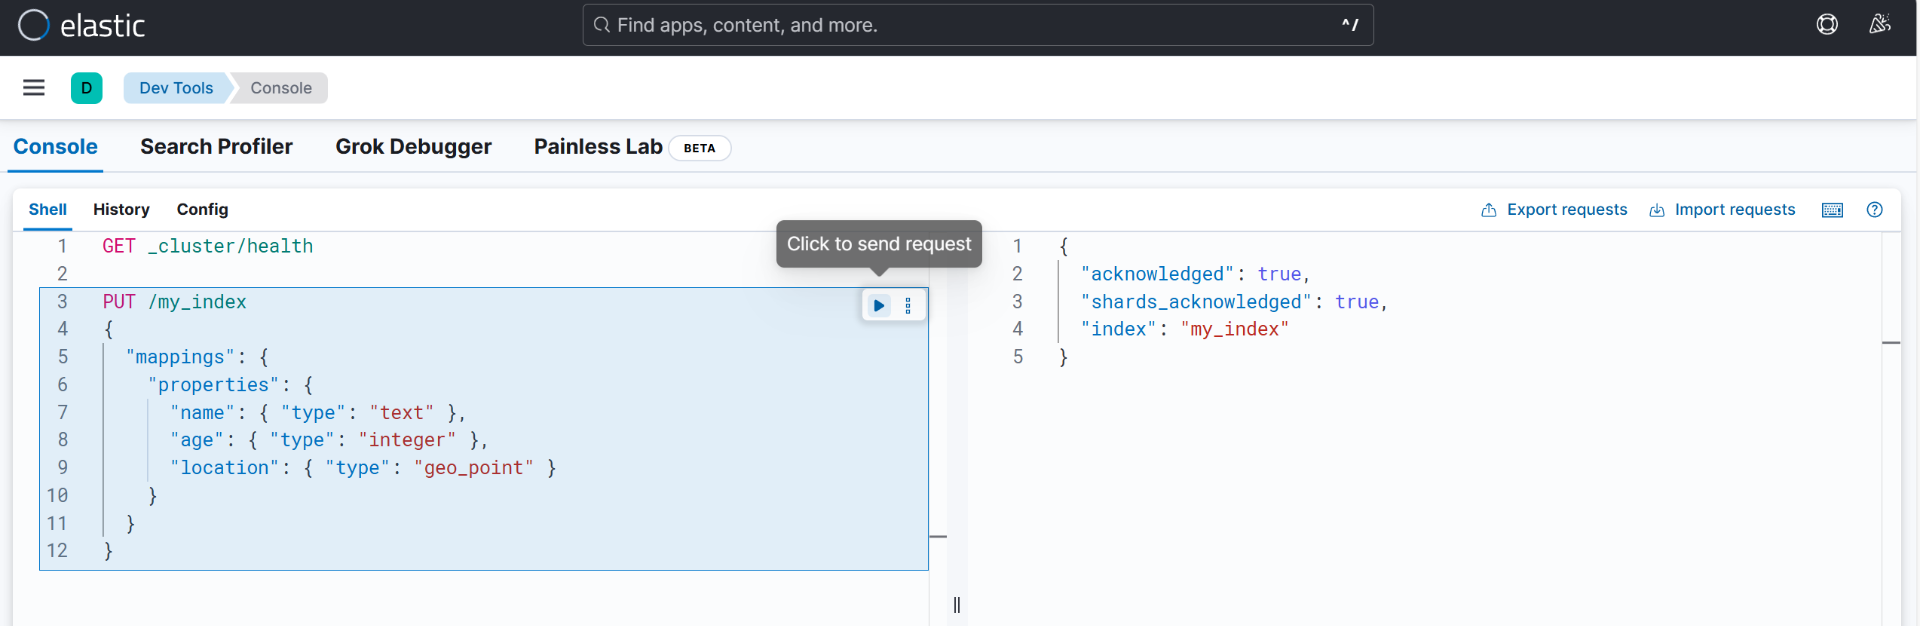 elastic
Find apps, content, and more.
^/
D
Dev Tools
Console
Console
Search Profiler
Grok Debugger
Painless Lab
BETA
Shell
History
Config
Export requests
Import requests
Click to send request
1 GET _cluster/health
2
3 PUT /my_index
4 {
5 "mappings": {
6 "properties": {
7 "name": { "type": "text" },
8 "age": { "type": "integer" },
9 "location": { "type": "geo_point" }
10 }
11 }
12 }
1 {
2 "acknowledged": true,
3 "shards_acknowledged": true,
4 "index": "my_index"
5 }